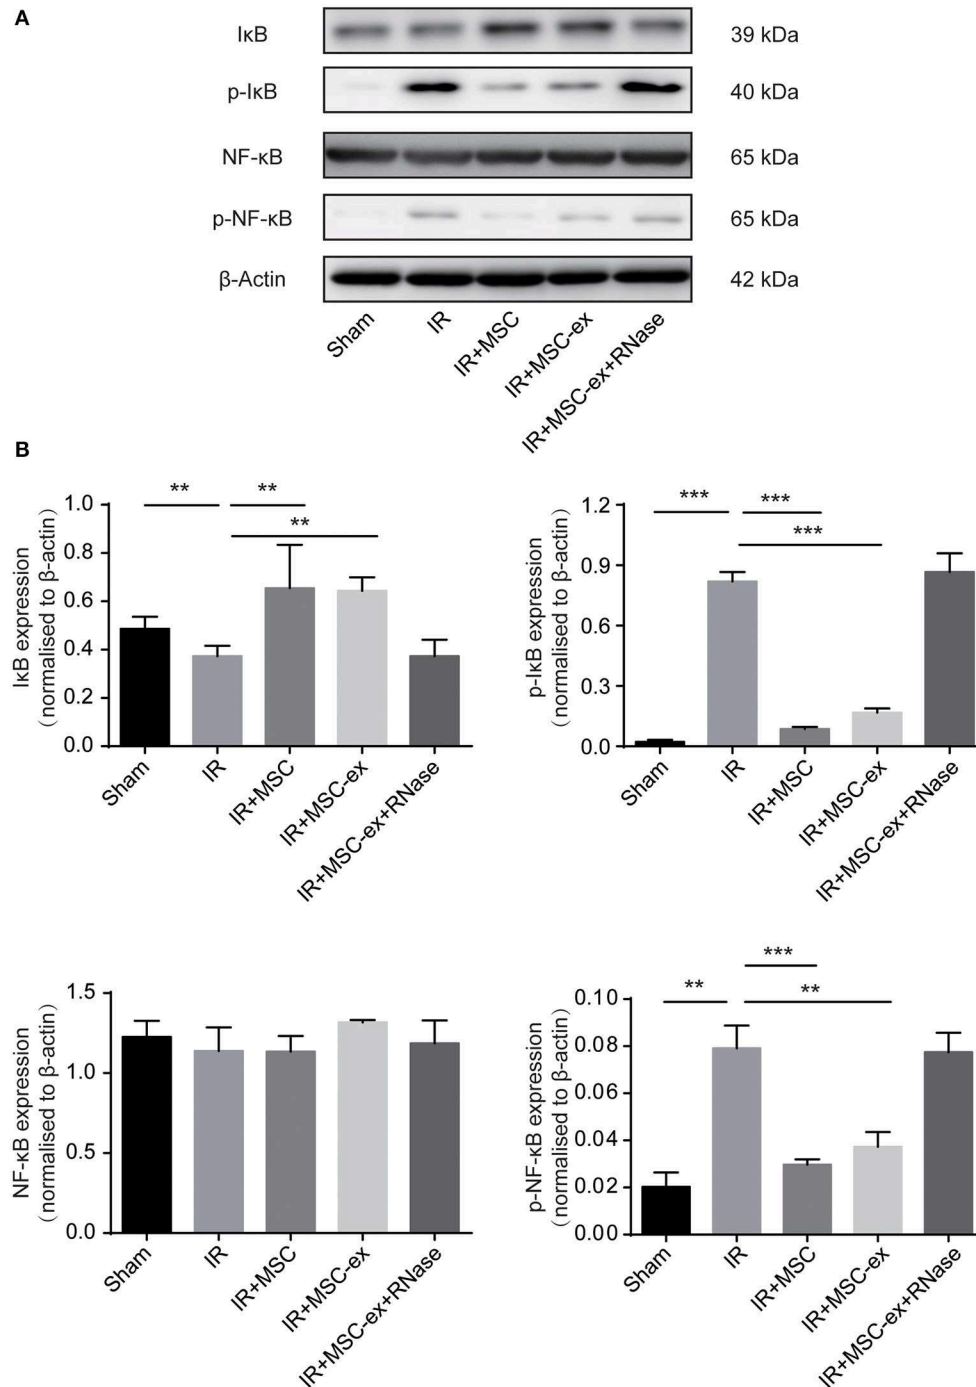 A
IκB 39 kDa
p-IκB 40 kDa
NF-κB 65 kDa
p-NF-κB 65 kDa
β-Actin 42 kDa
Sham IR IR+MSC IR+MSC-ex IR+MSC-ex+RNase
B
** **
**
IκB expression
(normalised to β-actin)
1.0
0.8
0.6
0.4
0.2
0.0
Sham IR IR+MSC IR+MSC-ex IR+MSC-ex+RNase
*** ***
***
p-IκB expression
(normalised to β-actin)
1.2
0.9
0.6
0.3
0.0
Sham IR IR+MSC IR+MSC-ex IR+MSC-ex+RNase
NF-κB expression
(normalised to β-actin)
1.5
1.0
0.5
0.0
Sham IR IR+MSC IR+MSC-ex IR+MSC-ex+RNase
***
** **
p-NF-κB expression
(normalised to β-actin)
0.10
0.08
0.06
0.04
0.02
0.00
Sham IR IR+MSC IR+MSC-ex IR+MSC-ex+RNase